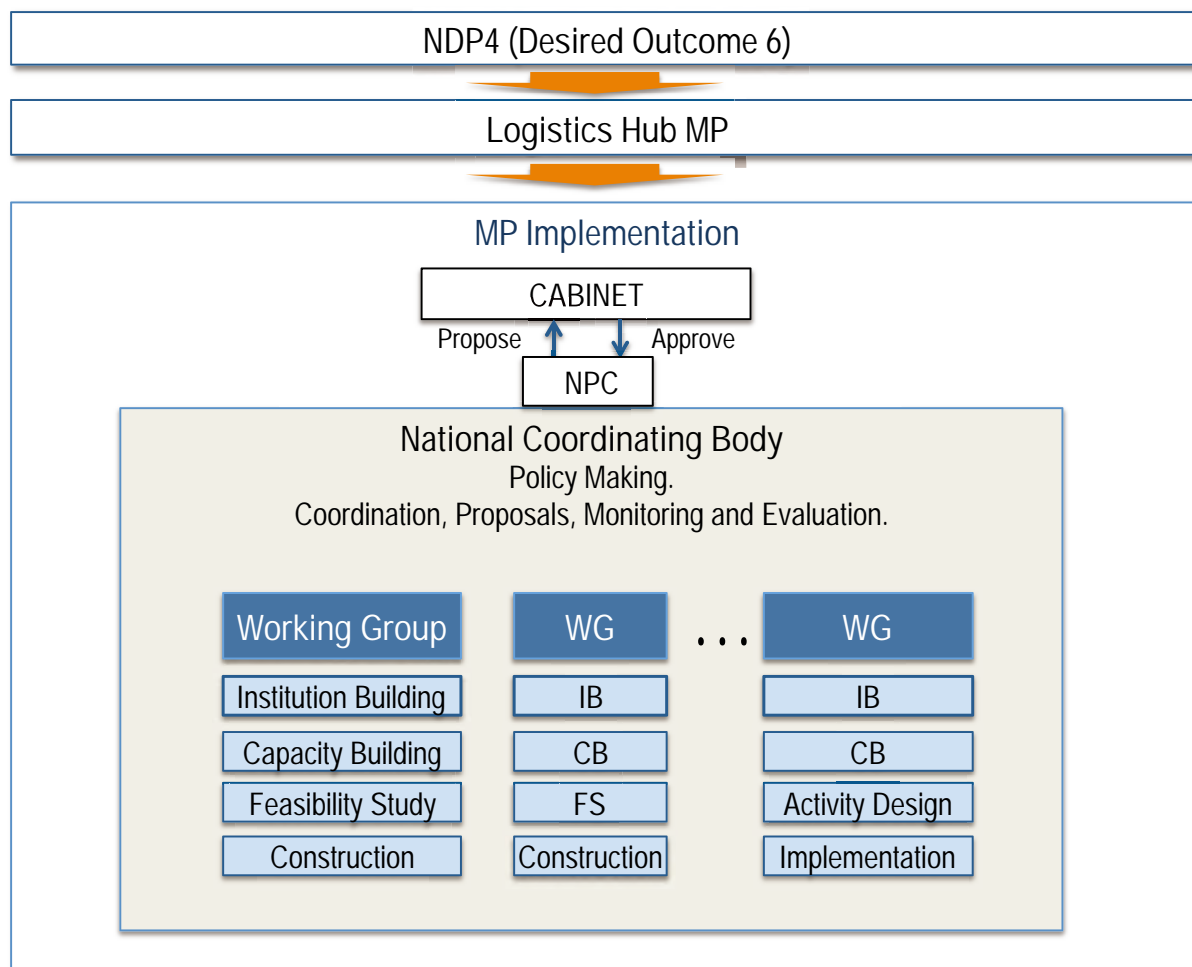 NDP4 (Desired Outcome 6)
Logistics Hub MP
MP Implementation
CABINET
Propose
Approve
NPC
National Coordinating Body
Policy Making.
Coordination, Proposals, Monitoring and Evaluation.
Working Group
WG
...
WG
Institution Building
IB
IB
Capacity Building
CB
CB
Feasibility Study
FS
Activity Design
Construction
Construction
Implementation